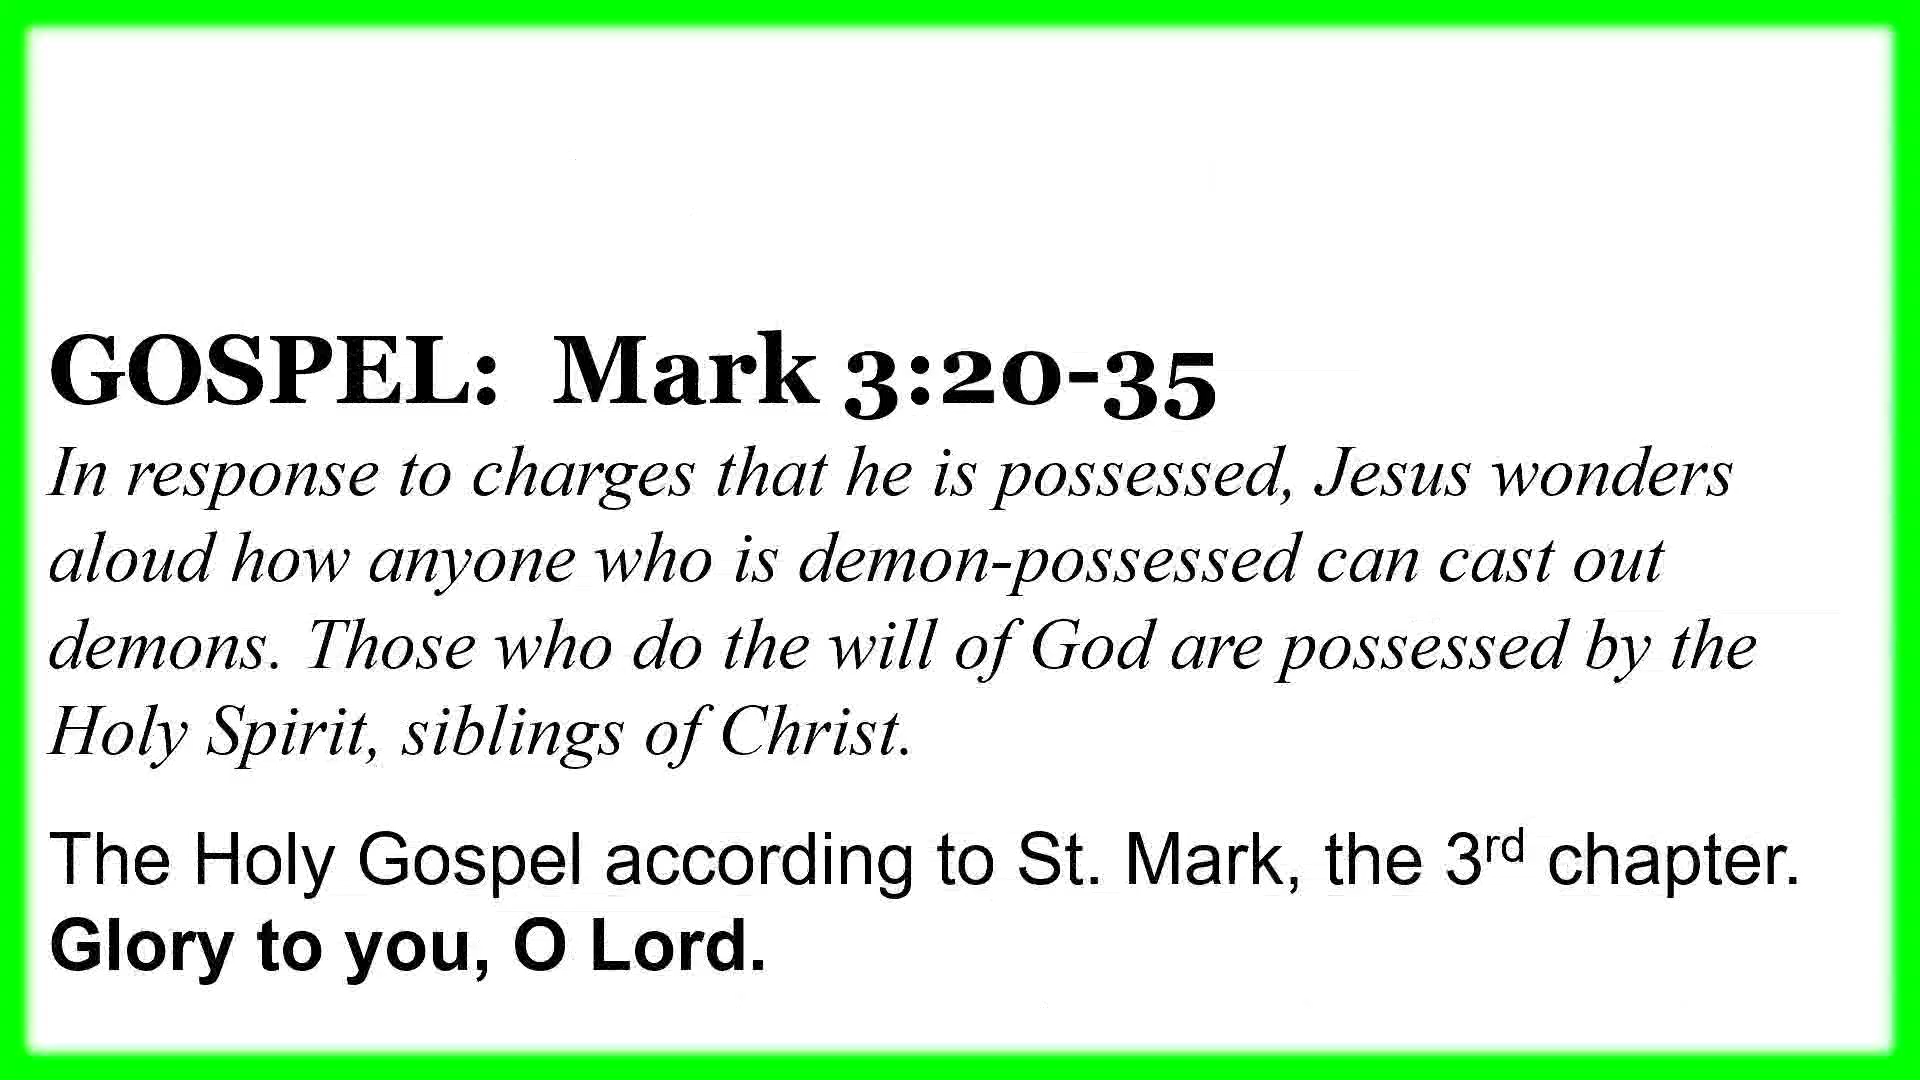 GOSPEL:  Mark 3:20-35
In response to charges that he is possessed, Jesus wonders
aloud how anyone who is demon-possessed can cast out
demons. Those who do the will of God are possessed by the
Holy Spirit, siblings of Christ.
The Holy Gospel according to St. Mark, the 3rd chapter.
Glory to you, O Lord.